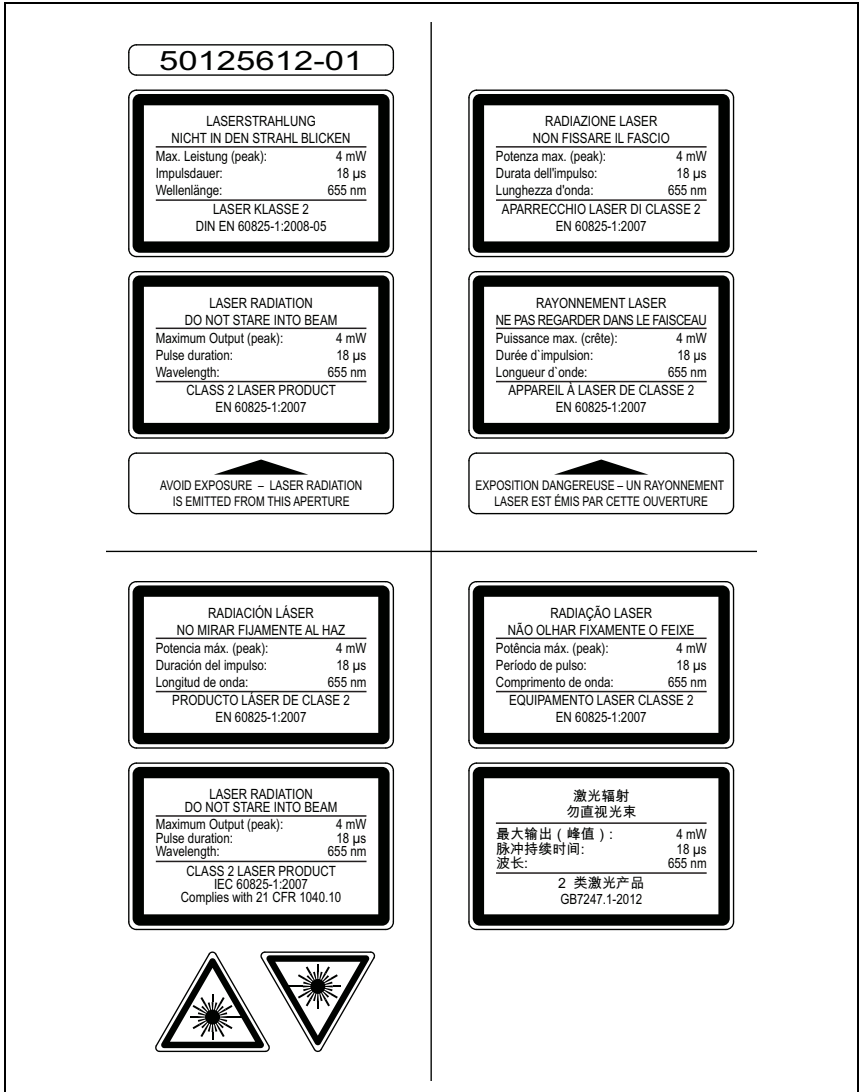 50125612-01
LASERSTRAHLUNG
NICHT IN DEN STRAHL BLICKEN
Max. Leistung (peak): 4 mW
Impulsdauer: 18 µs
Wellenlänge: 655 nm
LASER KLASSE 2
DIN EN 60825-1:2008-05
LASER RADIATION
DO NOT STARE INTO BEAM
Maximum Output (peak): 4 mW
Pulse duration: 18 µs
Wavelength: 655 nm
CLASS 2 LASER PRODUCT
EN 60825-1:2007
AVOID EXPOSURE – LASER RADIATION
IS EMITTED FROM THIS APERTURE
RADIAZIONE LASER
NON FISSARE IL FASCIO
Potenza max. (peak): 4 mW
Durata dell'impulso: 18 µs
Lunghezza d'onda: 655 nm
APARRECCHIO LASER DI CLASSE 2
EN 60825-1:2007
RAYONNEMENT LASER
NE PAS REGARDER DANS LE FAISCEAU
Puissance max. (crête): 4 mW
Durée d`impulsion: 18 µs
Longueur d`onde: 655 nm
APPAREIL À LASER DE CLASSE 2
EN 60825-1:2007
EXPOSITION DANGEREUSE – UN RAYONNEMENT
LASER EST ÉMIS PAR CETTE OUVERTURE
RADIACIÓN LÁSER
NO MIRAR FIJAMENTE AL HAZ
Potencia máx. (peak): 4 mW
Duración del impulso: 18 µs
Longitud de onda: 655 nm
PRODUCTO LÁSER DE CLASE 2
EN 60825-1:2007
LASER RADIATION
DO NOT STARE INTO BEAM
Maximum Output (peak): 4 mW
Pulse duration: 18 µs
Wavelength: 655 nm
CLASS 2 LASER PRODUCT
IEC 60825-1:2007
Complies with 21 CFR 1040.10
RADIAÇÃO LASER
NÃO OLHAR FIXAMENTE O FEIXE
Potência máx. (peak): 4 mW
Período de pulso: 18 µs
Comprimento de onda: 655 nm
EQUIPAMENTO LASER CLASSE 2
EN 60825-1:2007
激光辐射
勿直视光束
最大输出（峰值）: 4 mW
脉冲持续时间: 18 µs
波长: 655 nm
2 类激光产品
GB7247.1-2012